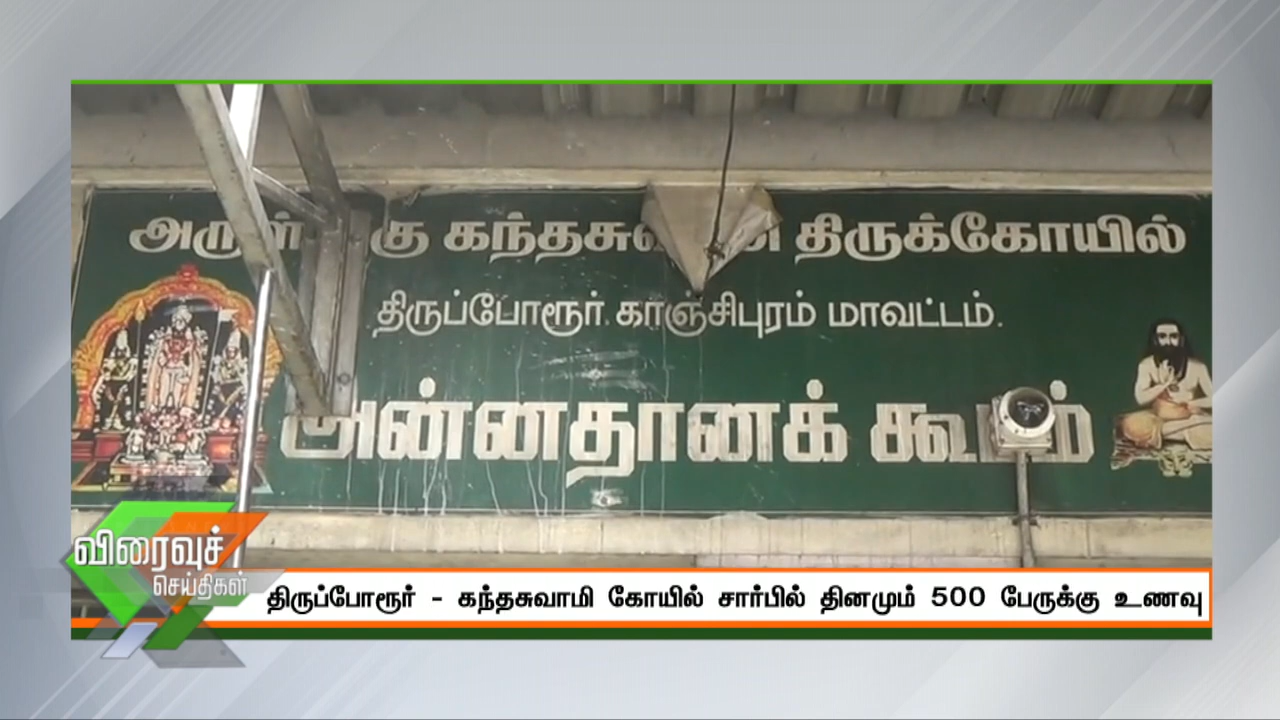 திருக்கோயில்
திருப்போரூர். காஞ்சிபுரம் மாவட்டம்.
அன்னதானக்
விரைவுச்
செய்திகள்
திருப்போரூர் - கந்தசுவாமி கோயில் சார்பில் தினமும் 500 பேருக்கு உணவு